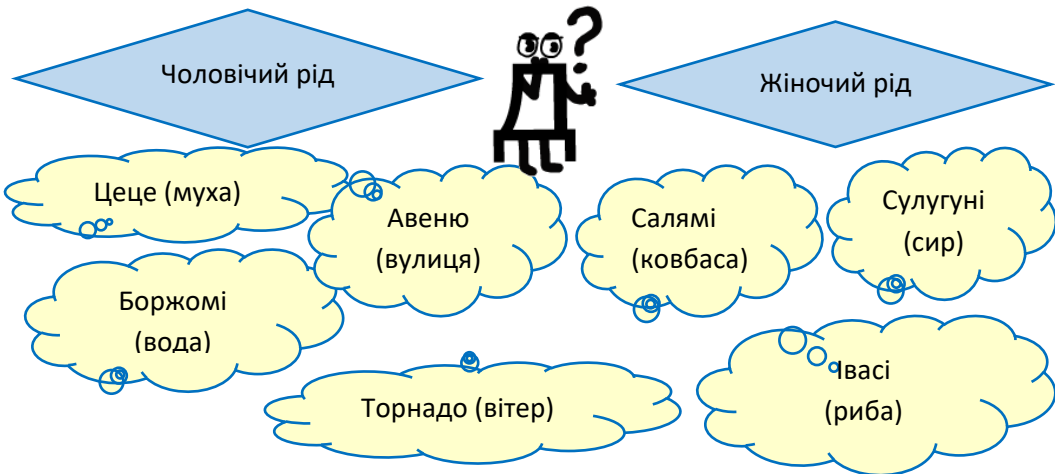 Чоловічий рід
Жіночий рід
Цеце (муха)
Авеню
(вулиця)
Салямі
(ковбаса)
Сулугуні
(сир)
Боржомі
(вода)
Торнадо (вітер)
Івасі
(риба)